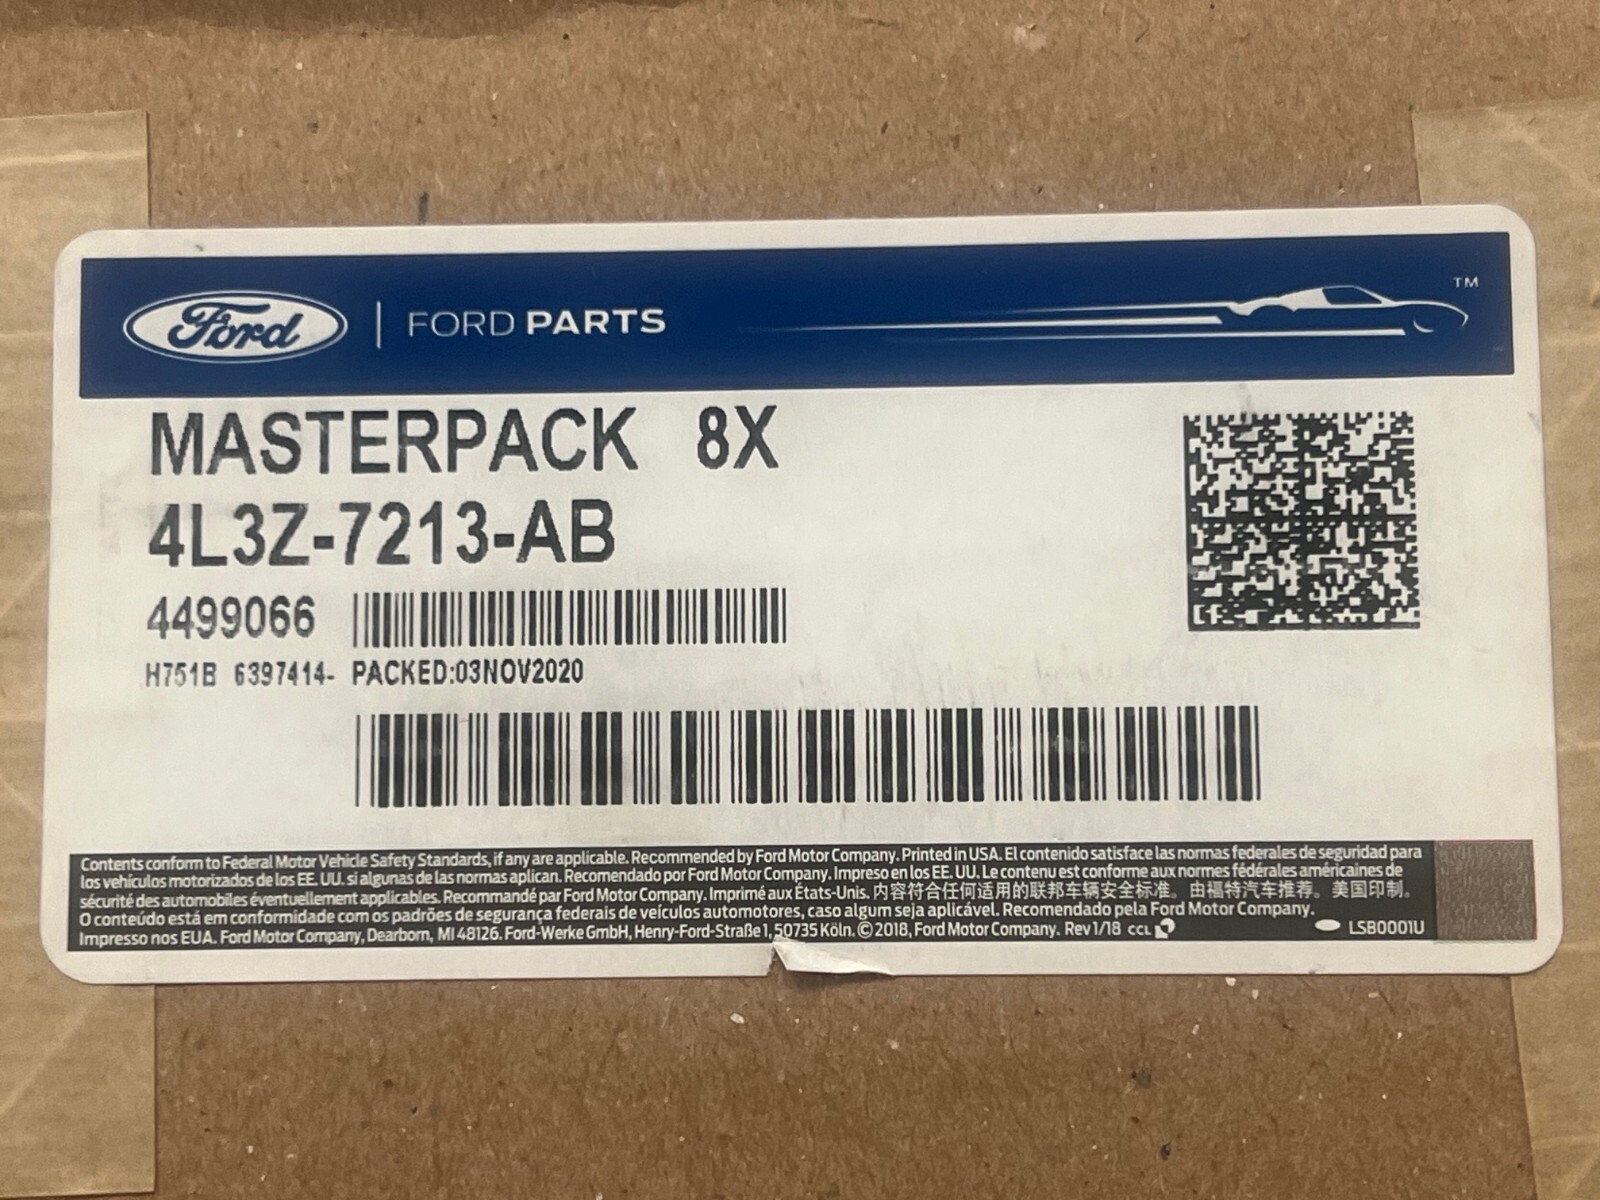 Ford | FORD PARTS TM
MASTERPACK 8X
4L3Z-7213-AB
4499066
H751B 6397414- PACKED:03NOV2020
Contents conform to Federal Motor Vehicle Safety Standards, if any are applicable. Recommended by Ford Motor Company. Printed in USA. El contenido satisface las normas federales de seguridad para
los vehículos motorizados de los EE. UU. si algunas de las normas aplican. Recomendado por Ford Motor Company. Impreso en los EE. UU. Le contenu est conforme aux normes fédérales américaines de
sécurité des automobiles éventuellement applicables. Recommandé par Ford Motor Company. Imprimé aux États-Unis. 内容符合任何适用的联邦车辆安全标准。由福特汽车推荐。美国印制。
O conteúdo está em conformidade com os padrões de segurança federais de veículos automotores, caso algum seja aplicável. Recomendado pela Ford Motor Company.
Impresso nos EUA. Ford Motor Company, Dearborn, MI 48126. Ford-Werke GmbH, Henry-Ford-Straße 1, 50735 Köln. © 2018, Ford Motor Company. Rev 1/18 CCL LSB0001U